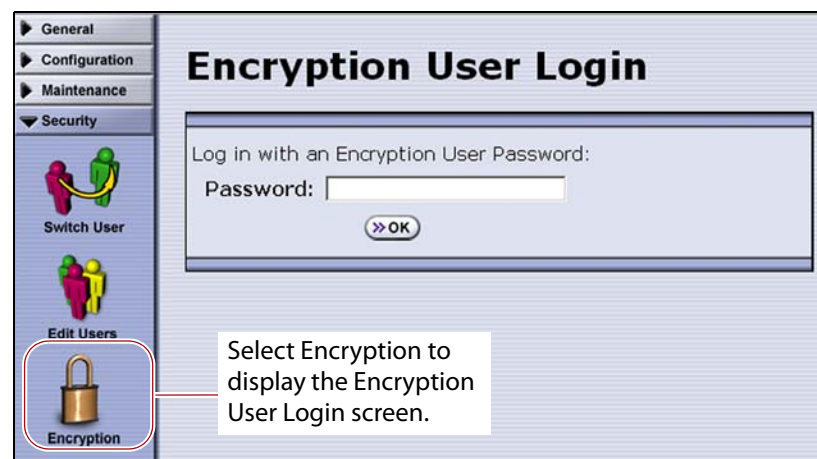 General
Configuration
Maintenance
Security
Switch User
Edit Users
Encryption
Encryption User Login
Log in with an Encryption User Password:
Password:
»OK
Select Encryption to
display the Encryption
User Login screen.